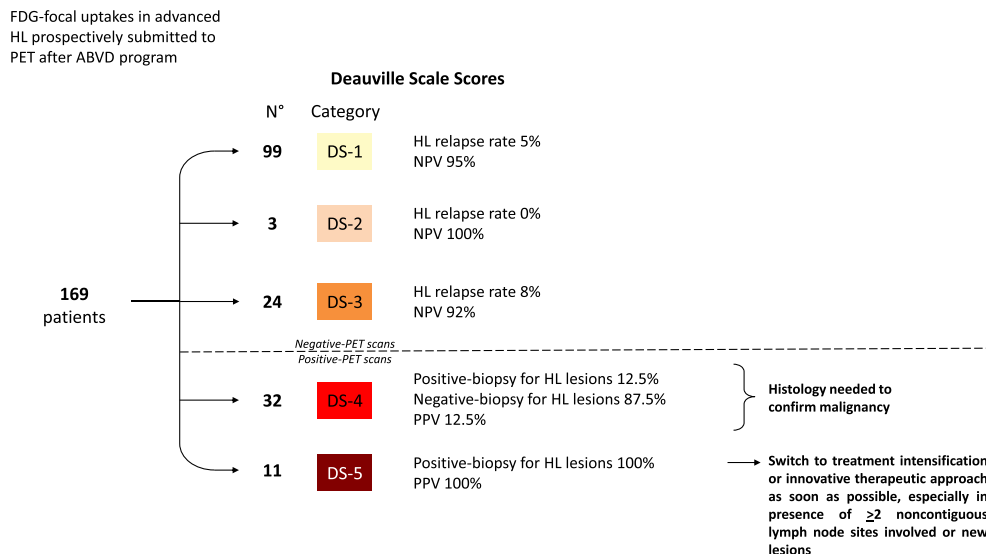 FDG-focal uptakes in advanced
HL prospectively submitted to
PET after ABVD program
Deauville Scale Scores
N° Category
99 DS-1 HL relapse rate 5%
NPV 95%
3 DS-2 HL relapse rate 0%
NPV 100%
169
patients
24 DS-3 HL relapse rate 8%
NPV 92%
Negative-PET scans
Positive-PET scans
32 DS-4 Positive-biopsy for HL lesions 12.5%
Negative-biopsy for HL lesions 87.5%
PPV 12.5%
Histology needed to
confirm malignancy
11 DS-5 Positive-biopsy for HL lesions 100%
PPV 100%
Switch to treatment intensification
or innovative therapeutic approach
as soon as possible, especially in
presence of ≥2 noncontiguous
lymph node sites involved or new
lesions